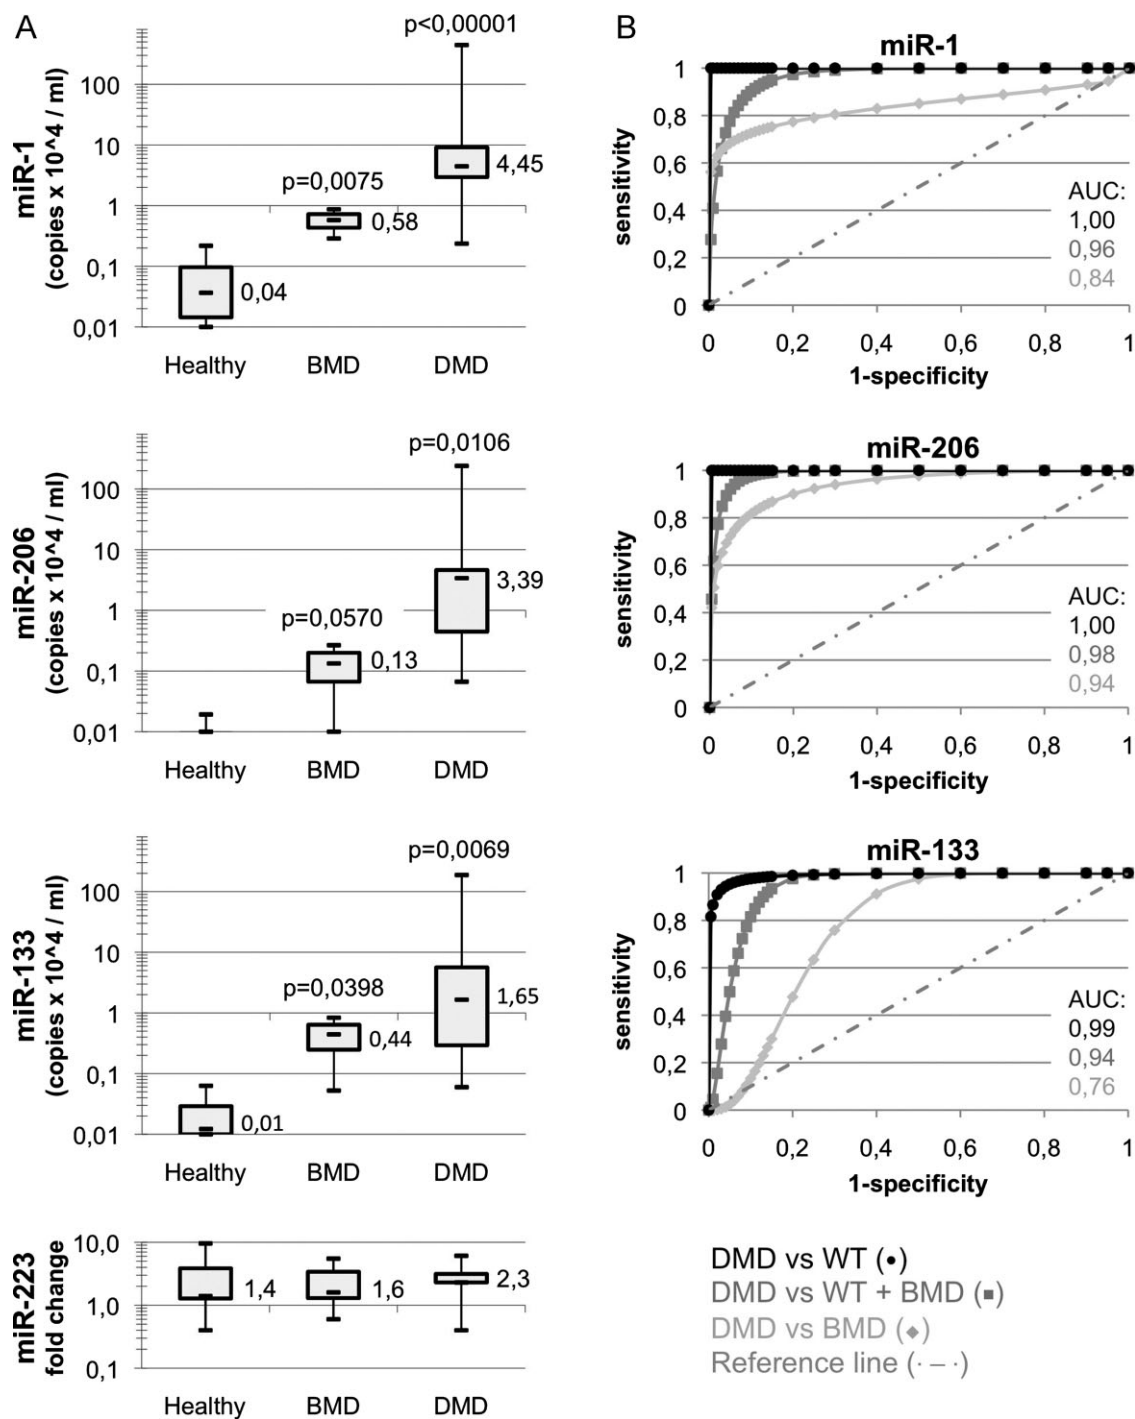 A
miR-1
(copies x 10^4 / ml)
100
10
1
0,1
0,01
p<0,00001
p=0,0075
4,45
0,58
0,04
Healthy BMD DMD
miR-206
(copies x 10^4 / ml)
100
10
1
0,1
0,01
p=0,0106
p=0,0570
3,39
0,13
Healthy BMD DMD
miR-133
(copies x 10^4 / ml)
100
10
1
0,1
0,01
p=0,0069
p=0,0398
1,65
0,44
0,01
Healthy BMD DMD
miR-223
fold change
10,0
1,0
0,1
1,4 1,6 2,3
Healthy BMD DMD
B
miR-1
sensitivity
1
0,8
0,6
0,4
0,2
0
AUC:
1,00
0,96
0,84
0 0,2 0,4 0,6 0,8 1
1-specificity
miR-206
sensitivity
1
0,8
0,6
0,4
0,2
0
AUC:
1,00
0,98
0,94
0 0,2 0,4 0,6 0,8 1
1-specificity
miR-133
sensitivity
1
0,8
0,6
0,4
0,2
0
AUC:
0,99
0,94
0,76
0 0,2 0,4 0,6 0,8 1
1-specificity
DMD vs WT (●)
DMD vs WT + BMD (■)
DMD vs BMD (◆)
Reference line (· – ·)